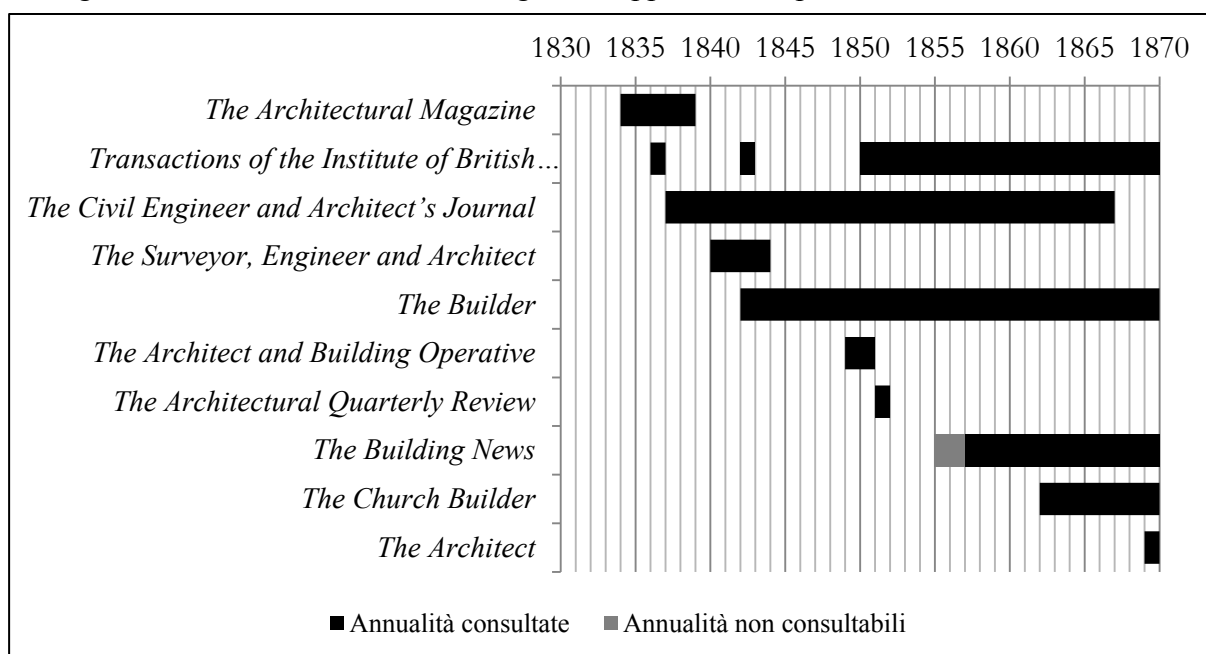 1830 1835 1840 1845 1850 1855 1860 1865 1870
The Architectural Magazine
Transactions of the Institute of British…
The Civil Engineer and Architect’s Journal
The Surveyor, Engineer and Architect
The Builder
The Architect and Building Operative
The Architectural Quarterly Review
The Building News
The Church Builder
The Architect
Annualità consultate Annualità non consultabili